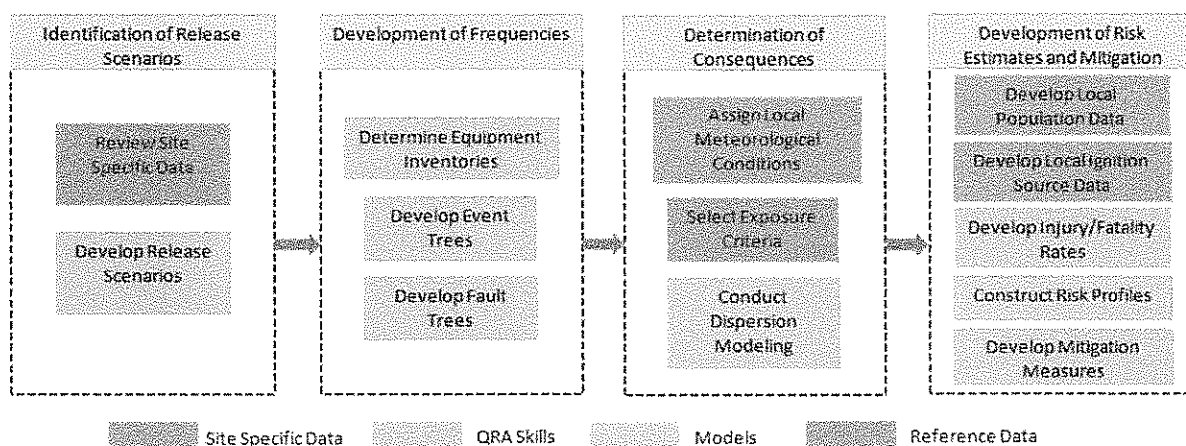 Identification of Release
Scenarios
Development of Frequencies
Determination of
Consequences
Development of Risk
Estimates and Mitigation
Review Site
Specific Data
Develop Release
Scenarios
Determine Equipment
Inventories
Develop Event
Trees
Develop Fault
Trees
Assign Local
Meteorological
Conditions
Select Exposure
Criteria
Conduct
Dispersion
Modeling
Develop Local
Population Data
Develop Local Ignition
Source Data
Develop Injury/Fatality
Rates
Construct Risk Profiles
Develop Mitigation
Measures
Site Specific Data
QRA Skills
Models
Reference Data